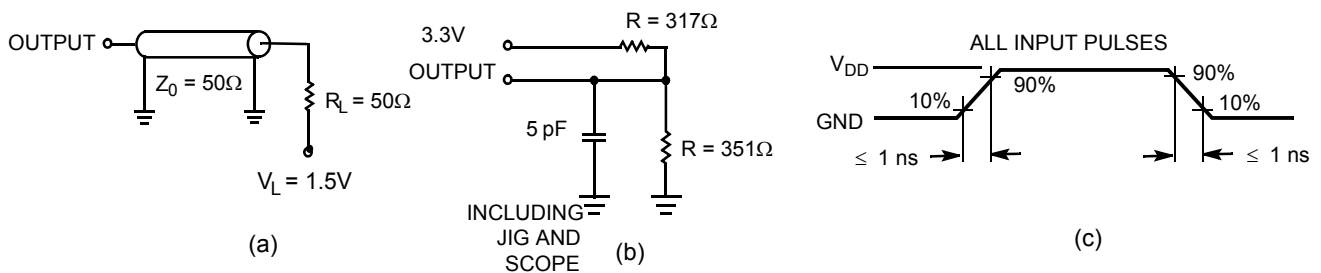 OUTPUT
Z0 = 50Ω
RL = 50Ω
VL = 1.5V
(a)
R = 317Ω
3.3V
OUTPUT
5 pF
R = 351Ω
INCLUDING
JIG AND
SCOPE
(b)
ALL INPUT PULSES
VDD
90%
90%
10%
10%
GND
≤ 1 ns
≤ 1 ns
(c)